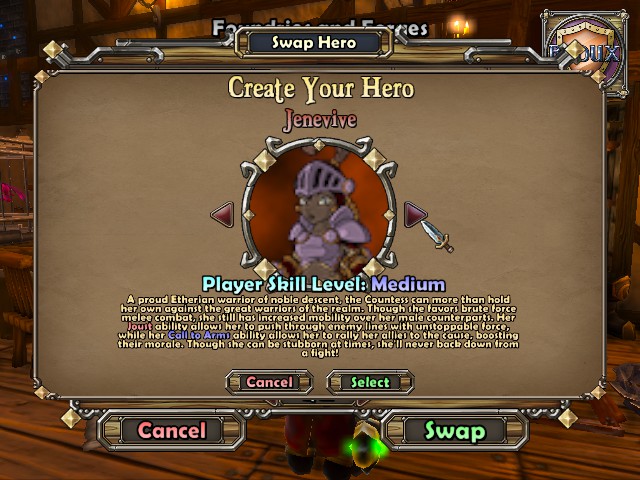 Foundries and Forges
Swap Hero
Create Your Hero
Jenevive
Player Skill Level: Medium
A proud Etherian warrior of noble descent, the Countess can more than hold
her own against the great warriors of the realm. Though she favors brute force
melee combat, she still has increased mobility over her male counterparts. Her
Joust ability allows her to push through enemy lines with unstoppable force,
while her Call to Arms ability allows her to rally her allies to the cause, boosting
their morale. Though she can be stubborn at times, she'll never back down from
a fight!
Cancel
Select
Cancel
Swap